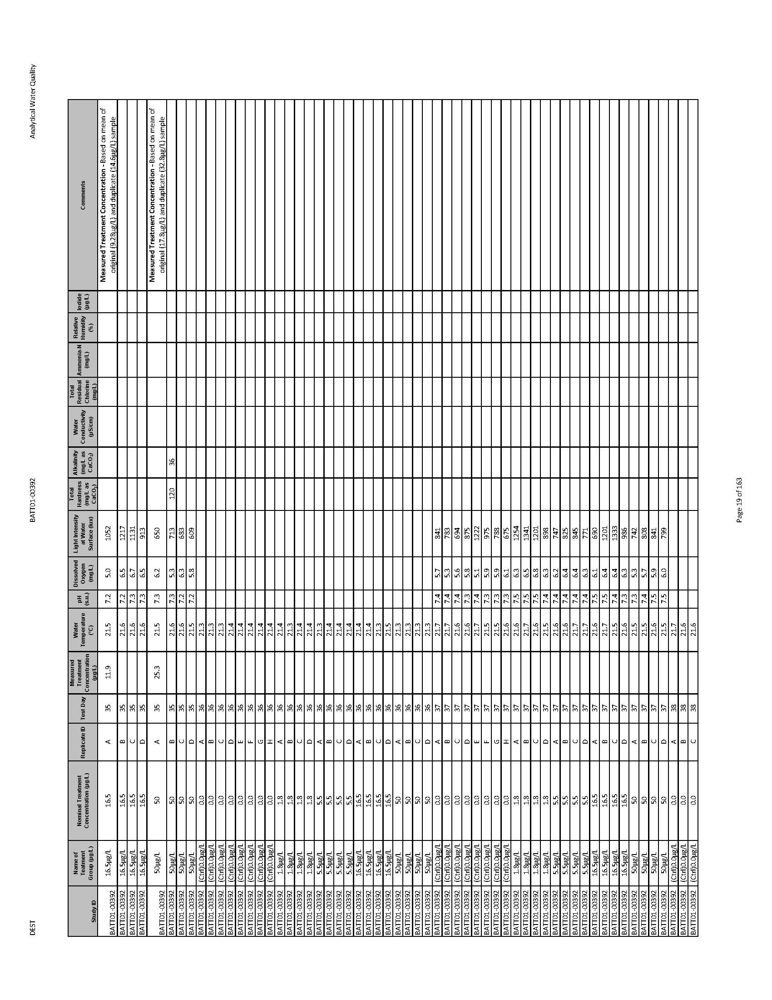 DEST BATT01-00392 Analytical Water Quality
Study ID Name of Treatment Group (µg/L) Nominal Treatment Concentration (µg/L) Replicate ID Test Day Measured Treatment Concentration (µg/L) Water Temperature (°C) pH (s.u.) Dissolved Oxygen (mg/L) Light Intensity at Water Surface (lux) Total Hardness (mg/L as CaCO₃) Alkalinity (mg/L as CaCO₃) Water Conductivity (µS/cm) Total Residual Chlorine (mg/L) Ammonia-N (mg/L) Relative Humidity (%) Iodide (µg/L) Comments
BATT01-00392 16.5µg/L 16.5 A 35 11.9 21.5 7.2 5.0 1052 Measured Treatment Concentration - Based on mean of original (9.28µg/L) and duplicate (14.6µg/L) sample
BATT01-00392 16.5µg/L 16.5 B 35 21.6 7.2 6.5 1217
BATT01-00392 16.5µg/L 16.5 C 35 21.6 7.3 6.7 1131
BATT01-00392 16.5µg/L 16.5 D 35 21.6 7.3 6.5 913
BATT01-00392 50µg/L 50 A 35 25.3 21.5 7.3 6.2 650 Measured Treatment Concentration - Based on mean of original (17.8µg/L) and duplicate (32.8µg/L) sample
BATT01-00392 50µg/L 50 B 35 21.6 7.3 5.3 713 120 36
BATT01-00392 50µg/L 50 C 35 21.6 7.2 6.3 683
BATT01-00392 50µg/L 50 D 35 21.5 7.2 5.8 609
BATT01-00392 (Ctrl)0.0µg/L 0.0 A 36 21.3
BATT01-00392 (Ctrl)0.0µg/L 0.0 B 36 21.3
BATT01-00392 (Ctrl)0.0µg/L 0.0 C 36 21.3
BATT01-00392 (Ctrl)0.0µg/L 0.0 D 36 21.4
BATT01-00392 (Ctrl)0.0µg/L 0.0 E 36 21.4
BATT01-00392 (Ctrl)0.0µg/L 0.0 F 36 21.4
BATT01-00392 (Ctrl)0.0µg/L 0.0 G 36 21.4
BATT01-00392 (Ctrl)0.0µg/L 0.0 H 36 21.4
BATT01-00392 1.8µg/L 1.8 A 36 21.4
BATT01-00392 1.8µg/L 1.8 B 36 21.3
BATT01-00392 1.8µg/L 1.8 C 36 21.4
BATT01-00392 1.8µg/L 1.8 D 36 21.4
BATT01-00392 5.5µg/L 5.5 A 36 21.3
BATT01-00392 5.5µg/L 5.5 B 36 21.4
BATT01-00392 5.5µg/L 5.5 C 36 21.4
BATT01-00392 5.5µg/L 5.5 D 36 21.4
BATT01-00392 16.5µg/L 16.5 A 36 21.4
BATT01-00392 16.5µg/L 16.5 B 36 21.4
BATT01-00392 16.5µg/L 16.5 C 36 21.3
BATT01-00392 16.5µg/L 16.5 D 36 21.5
BATT01-00392 50µg/L 50 A 36 21.3
BATT01-00392 50µg/L 50 B 36 21.3
BATT01-00392 50µg/L 50 C 36 21.3
BATT01-00392 50µg/L 50 D 36 21.3
BATT01-00392 (Ctrl)0.0µg/L 0.0 A 37 21.7 7.4 5.7 841
BATT01-00392 (Ctrl)0.0µg/L 0.0 B 37 21.7 7.4 5.3 783
BATT01-00392 (Ctrl)0.0µg/L 0.0 C 37 21.6 7.4 5.6 694
BATT01-00392 (Ctrl)0.0µg/L 0.0 D 37 21.6 7.3 5.8 875
BATT01-00392 (Ctrl)0.0µg/L 0.0 E 37 21.7 7.4 5.1 1222
BATT01-00392 (Ctrl)0.0µg/L 0.0 F 37 21.5 7.3 5.9 975
BATT01-00392 (Ctrl)0.0µg/L 0.0 G 37 21.5 7.3 5.9 788
BATT01-00392 (Ctrl)0.0µg/L 0.0 H 37 21.6 7.3 6.1 675
BATT01-00392 1.8µg/L 1.8 A 37 21.6 7.5 6.3 1254
BATT01-00392 1.8µg/L 1.8 B 37 21.7 7.5 6.5 1341
BATT01-00392 1.8µg/L 1.8 C 37 21.6 7.5 6.8 1201
BATT01-00392 1.8µg/L 1.8 D 37 21.5 7.4 6.3 898
BATT01-00392 5.5µg/L 5.5 A 37 21.6 7.4 6.2 747
BATT01-00392 5.5µg/L 5.5 B 37 21.6 7.4 6.4 825
BATT01-00392 5.5µg/L 5.5 C 37 21.7 7.4 6.4 845
BATT01-00392 5.5µg/L 5.5 D 37 21.7 7.4 6.3 771
BATT01-00392 16.5µg/L 16.5 A 37 21.6 7.5 6.1 690
BATT01-00392 16.5µg/L 16.5 B 37 21.7 7.5 6.4 1201
BATT01-00392 16.5µg/L 16.5 C 37 21.5 7.4 6.4 1333
BATT01-00392 16.5µg/L 16.5 D 37 21.6 7.3 6.3 986
BATT01-00392 50µg/L 50 A 37 21.5 7.3 5.3 742
BATT01-00392 50µg/L 50 B 37 21.5 7.4 5.7 808
BATT01-00392 50µg/L 50 C 37 21.6 7.5 5.9 841
BATT01-00392 50µg/L 50 D 37 21.5 7.5 6.0 799
BATT01-00392 (Ctrl)0.0µg/L 0.0 A 38 21.7
BATT01-00392 (Ctrl)0.0µg/L 0.0 B 38 21.6
BATT01-00392 (Ctrl)0.0µg/L 0.0 C 38 21.6
Page 19 of 163